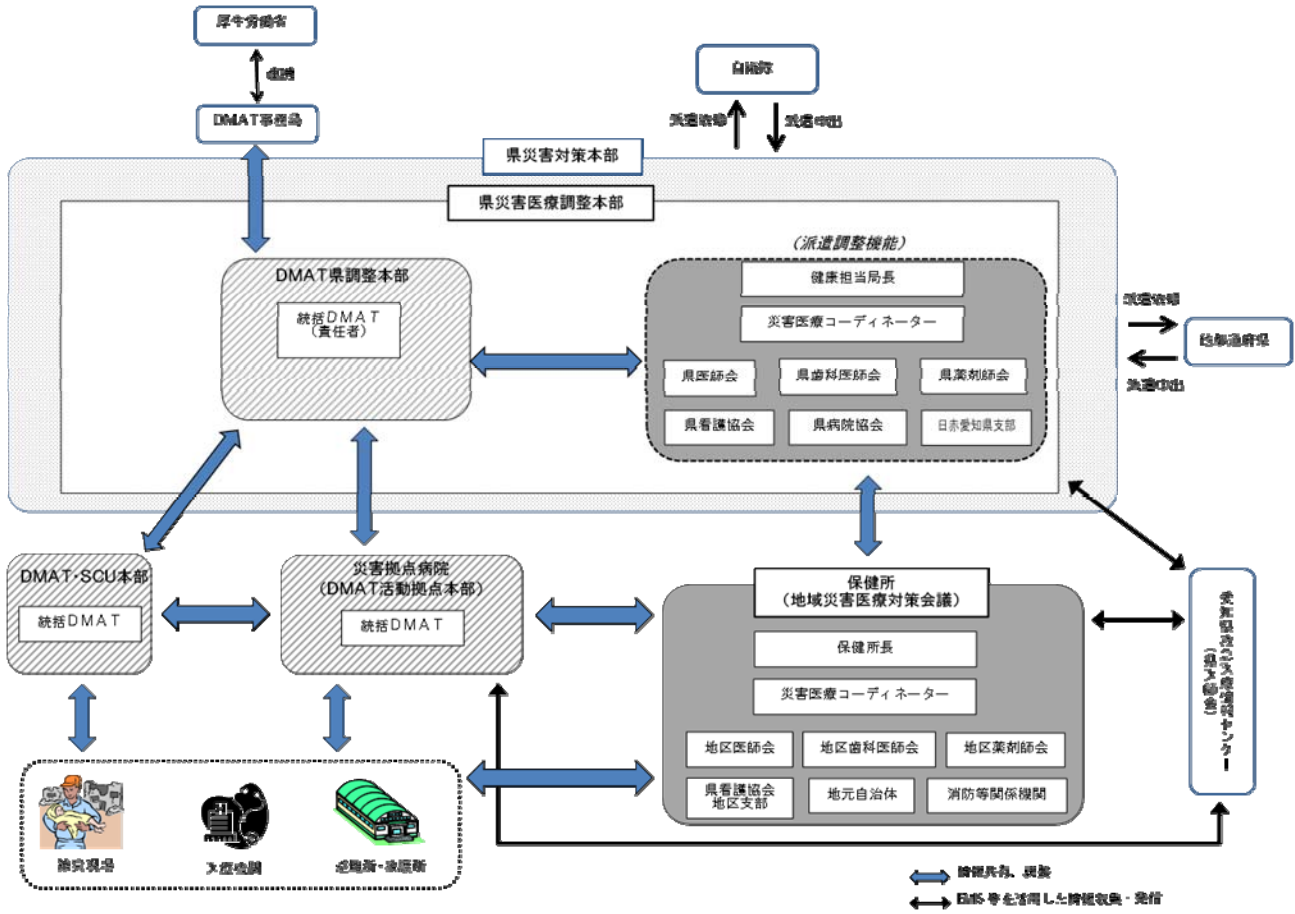 厚生労働省
連携
自衛隊
DMAT事務局
派遣依頼
派遣申出
県災害対策本部
県災害医療調整本部
(派遣調整機能)
DMAT県調整本部
統括DMAT
(責任者)
健康担当局長
災害医療コーディネーター
県医師会
県歯科医師会
県薬剤師会
県看護協会
県病院協会
日赤愛知県支部
派遣依頼
他都道府県
派遣申出
DMAT・SCU本部
統括DMAT
災害拠点病院
(DMAT活動拠点本部)
統括DMAT
保健所
(地域災害医療対策会議)
保健所長
災害医療コーディネーター
地区医師会
地区歯科医師会
地区薬剤師会
県看護協会
地区支部
地元自治体
消防等関係機関
(県医師会)
医療機関
避難所・救護所
情報共有、調整
EMIS等を活用した情報収集・発信